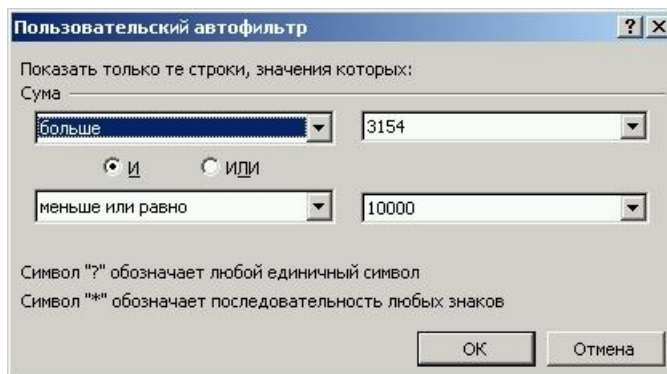 Пользовательский автофильтр
Показать только те строки, значения которых:
Сума
больше 3154
И ИЛИ
меньше или равно 10000
Символ "?" обозначает любой единичный символ
Символ "*" обозначает последовательность любых знаков
ОК Отмена